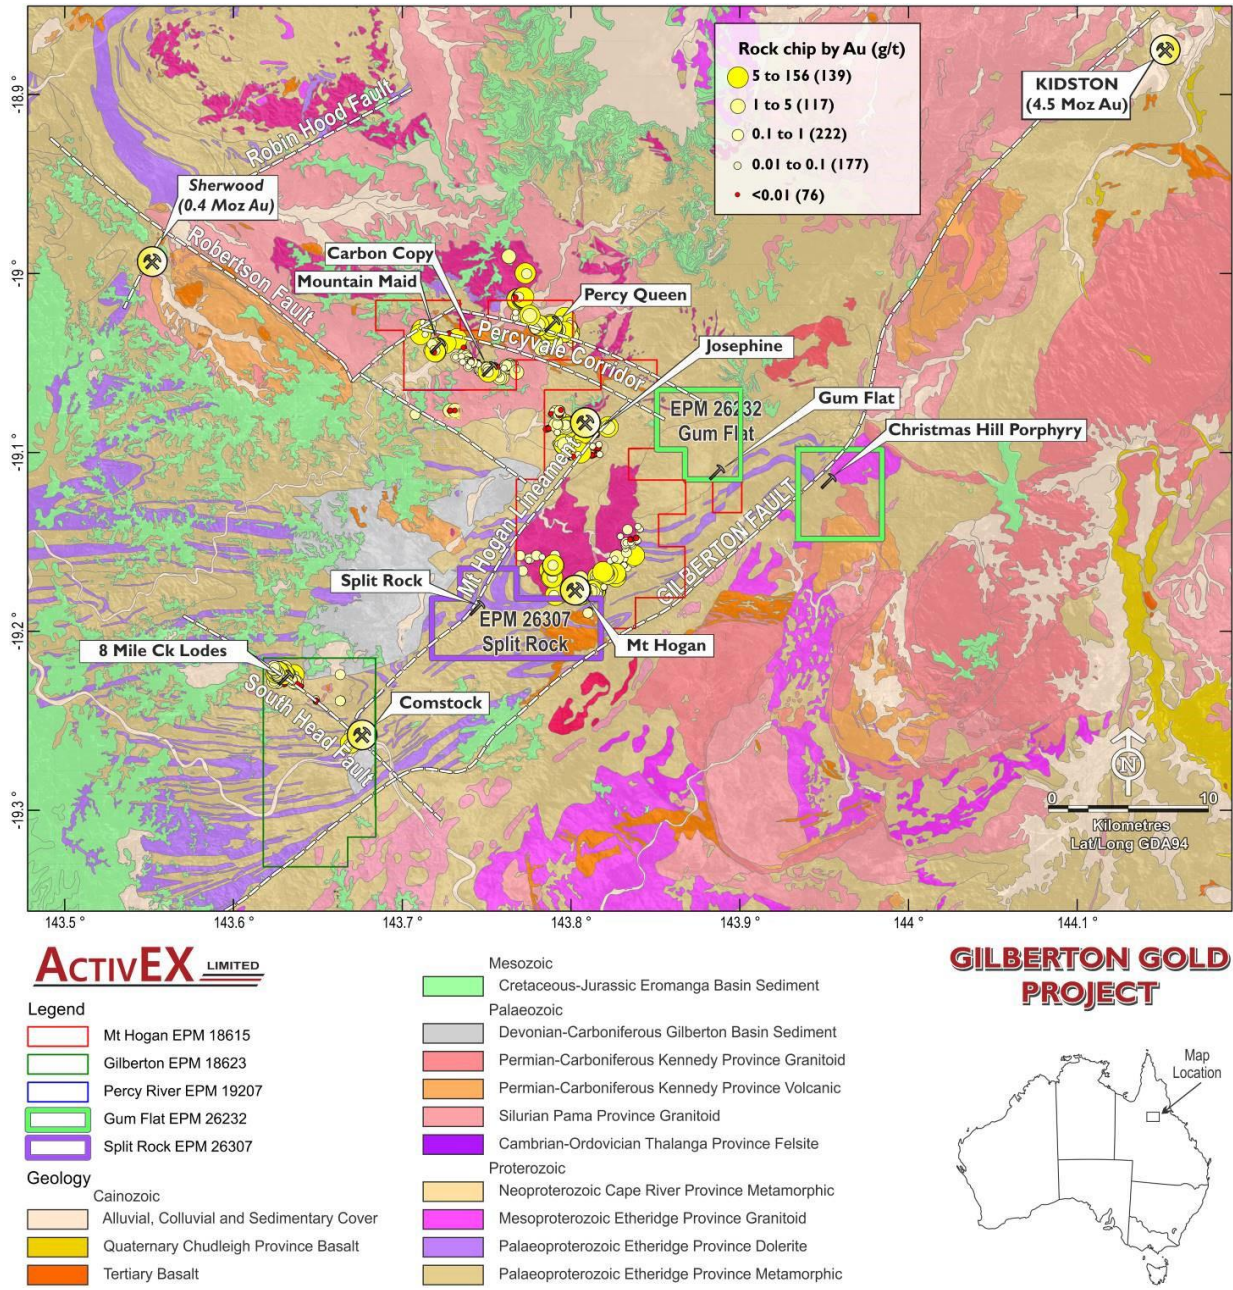 Rock chip by Au (g/t)
5 to 156 (139)
1 to 5 (117)
0.1 to 1 (222)
0.01 to 0.1 (177)
<0.01 (76)
KIDSTON
(4.5 Moz Au)
-18.9
Robin Hood Fault
Sherwood
(0.4 Moz Au)
Robertson Fault
Carbon Copy
Mountain Maid
-19
Percy Queen
Percyvale Corridor
Josephine
Gum Flat
EPM 26232
Gum Flat
Christmas Hill Porphyry
-19.1
Mt Hogan Lineament
GILBERTON FAULT
Split Rock
EPM 26307
Split Rock
-19.2
Mt Hogan
8 Mile Ck Lodes
South Head Fault
Comstock
N
-19.3
0 10
Kilometres
Lat/Long GDA94
143.5 143.6 143.7 143.8 143.9 144 144.1 °
ACTIVEX LIMITED
GILBERTON GOLD
PROJECT
Legend
Mt Hogan EPM 18615
Gilberton EPM 18623
Percy River EPM 19207
Gum Flat EPM 26232
Split Rock EPM 26307
Geology
Cainozoic
Alluvial, Colluvial and Sedimentary Cover
Quaternary Chudleigh Province Basalt
Tertiary Basalt
Mesozoic
Cretaceous-Jurassic Eromanga Basin Sediment
Palaeozoic
Devonian-Carboniferous Gilberton Basin Sediment
Permian-Carboniferous Kennedy Province Granitoid
Permian-Carboniferous Kennedy Province Volcanic
Silurian Pama Province Granitoid
Cambrian-Ordovician Thalanga Province Felsite
Proterozoic
Neoproterozoic Cape River Province Metamorphic
Mesoproterozoic Etheridge Province Granitoid
Palaeoproterozoic Etheridge Province Dolerite
Palaeoproterozoic Etheridge Province Metamorphic
Map
Location